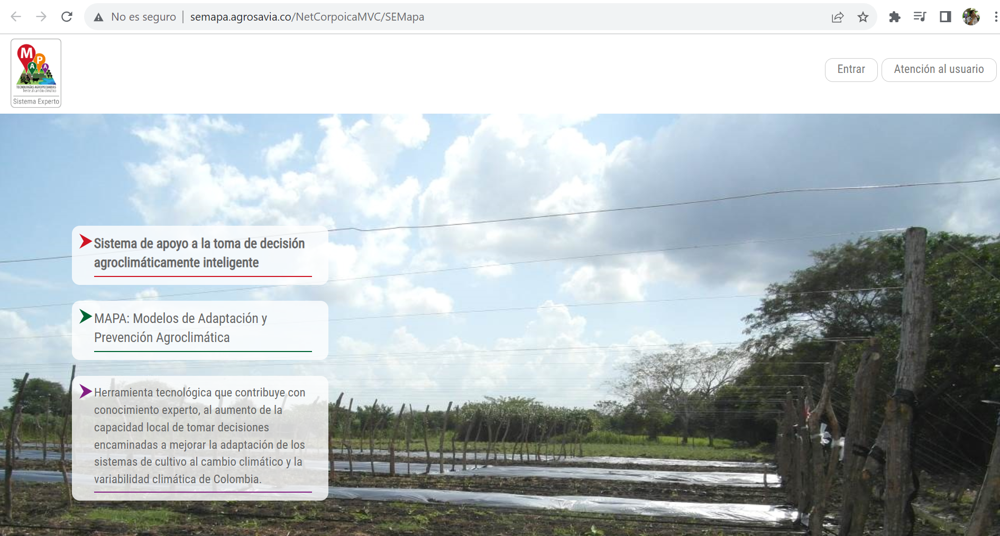 No es seguro
semapa.agrosavia.co/NetCorpoicaMVC/SEMapa
M
P
A A
TECNOLOGÍAS AGROPECUARIAS
frente al cambio climático
Sistema Experto
Entrar
Atención al usuario
Sistema de apoyo a la toma de decisión
agroclimáticamente inteligente
MAPA: Modelos de Adaptación y
Prevención Agroclimática
Herramienta tecnológica que contribuye con
conocimiento experto, al aumento de la
capacidad local de tomar decisiones
encaminadas a mejorar la adaptación de los
sistemas de cultivo al cambio climático y la
variabilidad climática de Colombia.